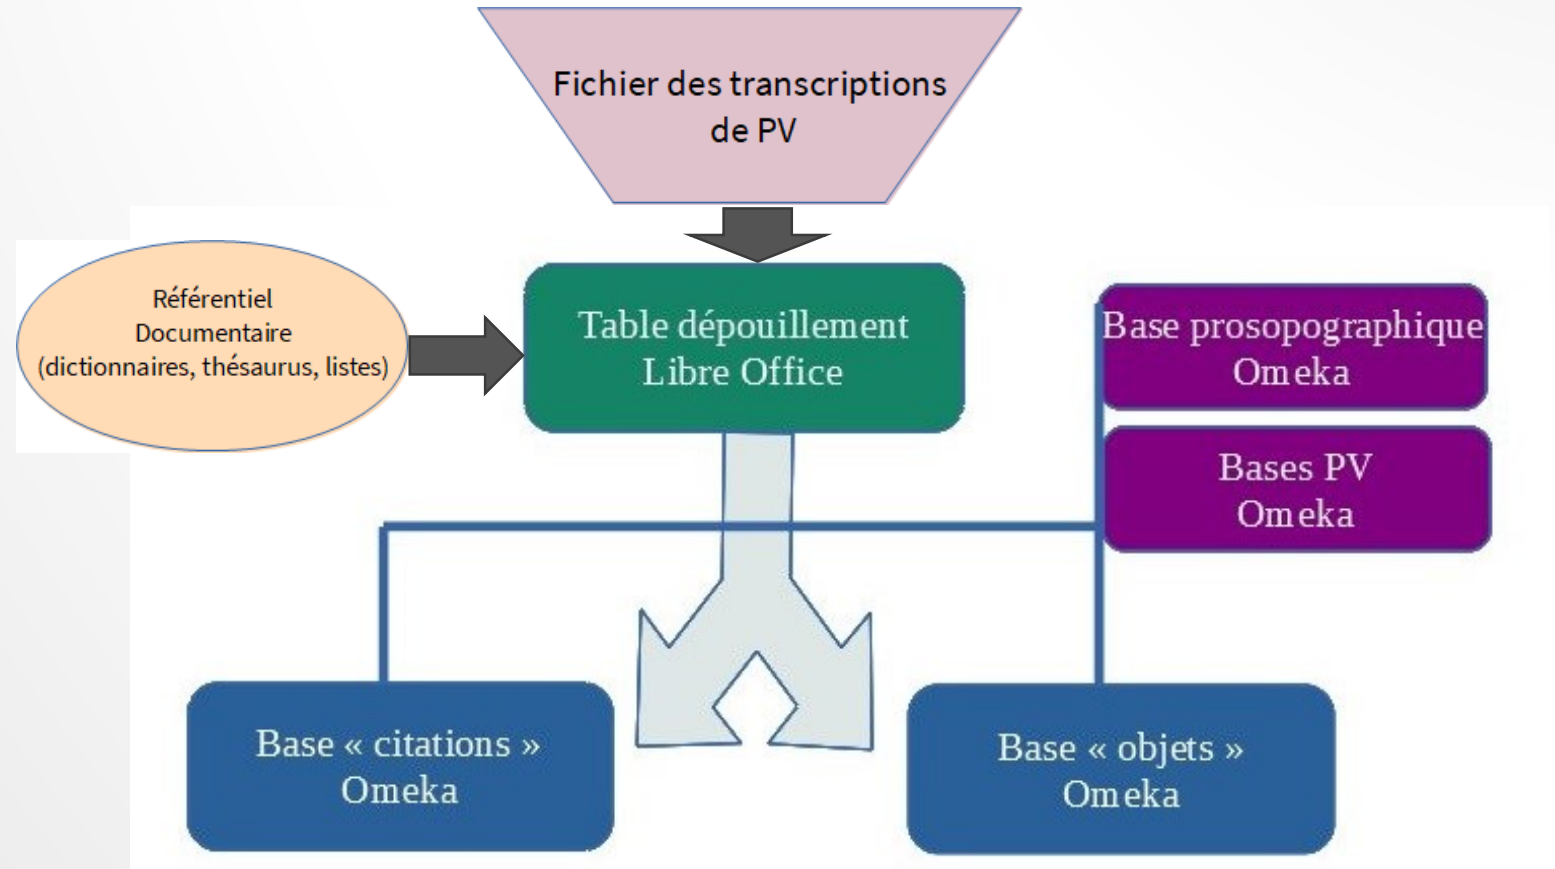 Fichier des transcriptions
de PV
Référentiel
Documentaire
(dictionnaires, thésaurus, listes)
Table dépouillement
Libre Office
Base prosopographique
Omeka
Bases PV
Omeka
Base « citations »
Omeka
Base « objets »
Omeka